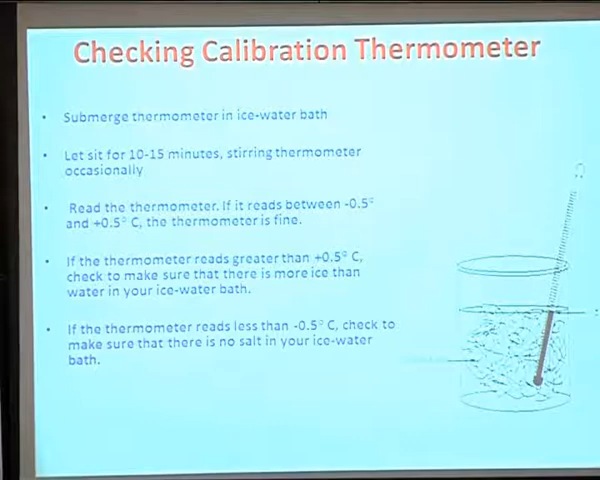 Checking Calibration Thermometer
• Submerge thermometer in ice-water bath
• Let sit for 10-15 minutes, stirring thermometer
occasionally
• Read the thermometer. If it reads between -0.5°
and +0.5° C, the thermometer is fine.
• If the thermometer reads greater than +0.5° C,
check to make sure that there is more ice than
water in your ice-water bath.
• If the thermometer reads less than -0.5° C, check to
make sure that there is no salt in your ice-water
bath.